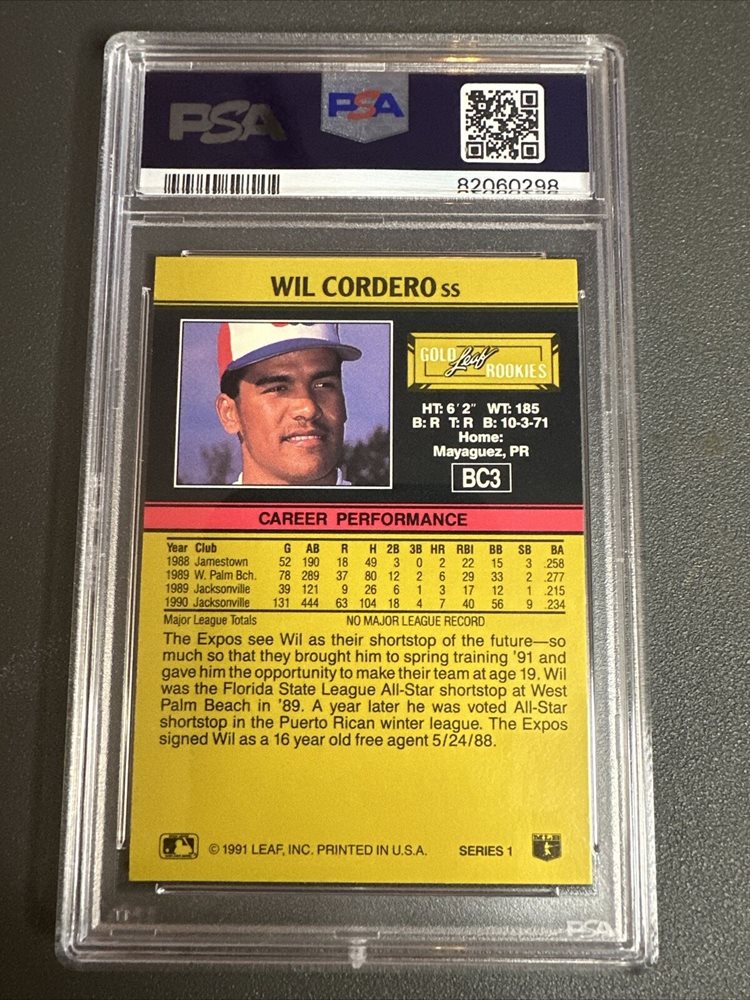 PSA PSA
82060298
WIL CORDERO SS
GOLD Leaf ROOKIES
HT: 6'2" WT: 185
B: R T: R B: 10-3-71
Home:
Mayaguez, PR
BC3
CAREER PERFORMANCE
Year Club G AB R H 2B 3B HR RBI BB SB BA
1988 Jamestown 52 190 18 49 3 0 2 22 15 3 .258
1989 W. Palm Bch. 78 289 37 80 12 2 6 29 33 2 .277
1989 Jacksonville 39 121 9 26 6 1 3 17 12 1 .215
1990 Jacksonville 131 444 63 104 18 4 7 40 56 9 .234
Major League Totals NO MAJOR LEAGUE RECORD
The Expos see Wil as their shortstop of the future—so
much so that they brought him to spring training '91 and
gave him the opportunity to make their team at age 19. Wil
was the Florida State League All-Star shortstop at West
Palm Beach in '89. A year later he was voted All-Star
shortstop in the Puerto Rican winter league. The Expos
signed Wil as a 16 year old free agent 5/24/88.
© 1991 LEAF, INC. PRINTED IN U.S.A. SERIES 1
MLB
PSA